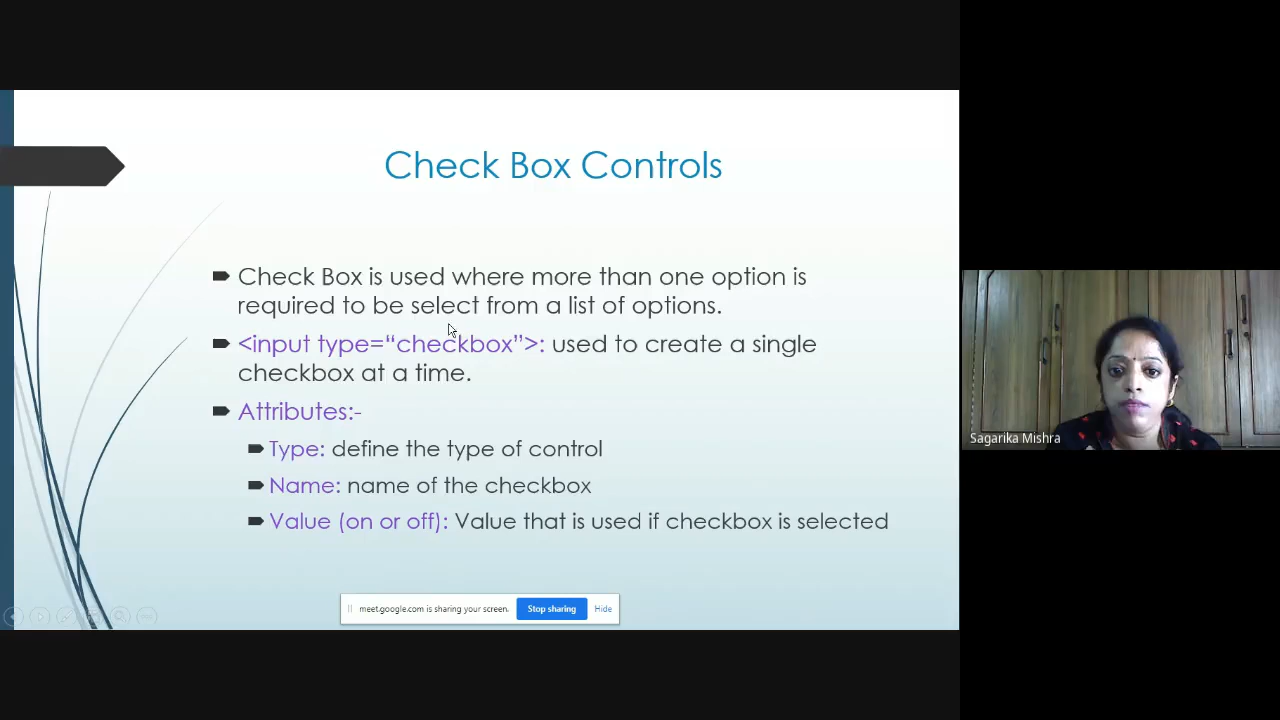 Check Box Controls
Check Box is used where more than one option is
required to be select from a list of options.
<input type=“checkbox”>: used to create a single
checkbox at a time.
Attributes:-
Type: define the type of control
Name: name of the checkbox
Value (on or off): Value that is used if checkbox is selected
meet.google.com is sharing your screen. Stop sharing Hide
Sagarika Mishra